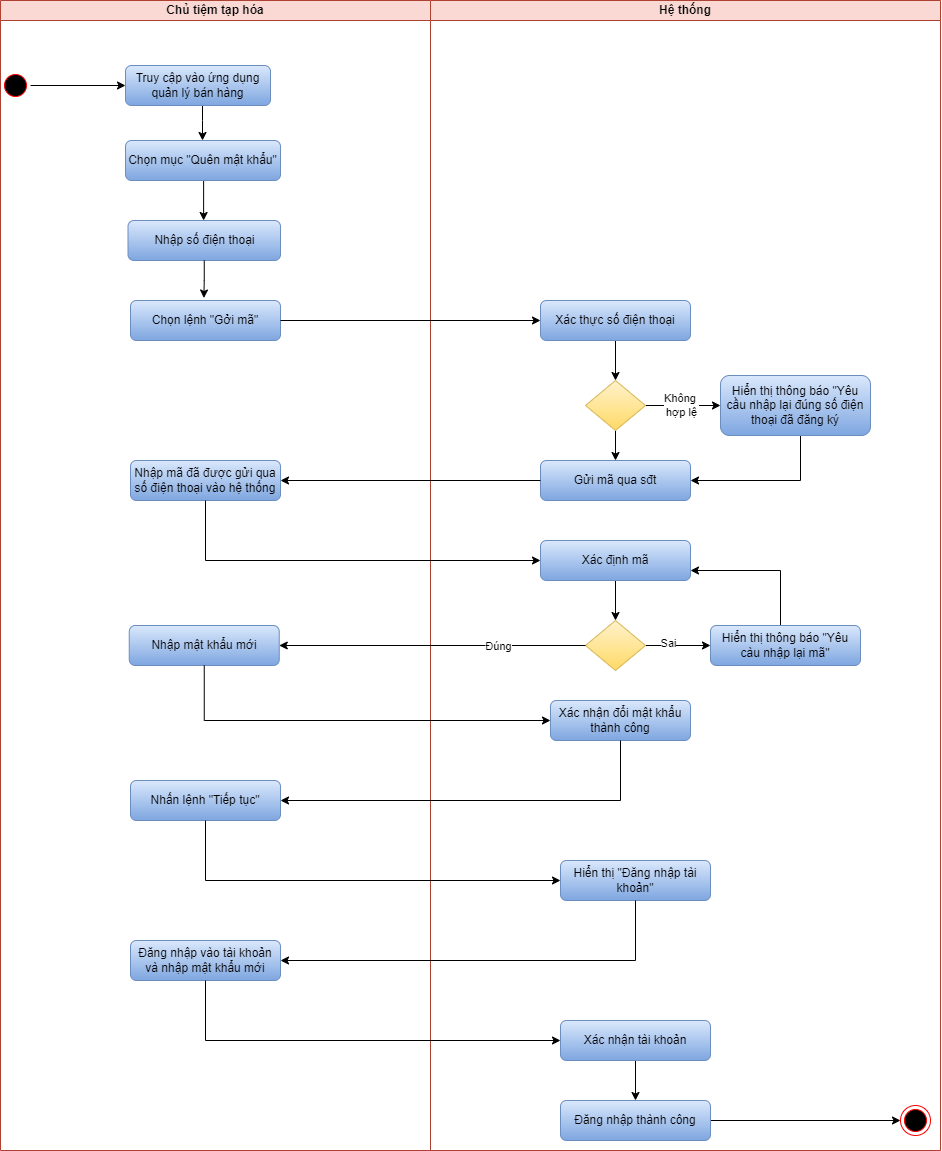 Chủ tiệm tạp hóa
Hệ thống
Truy cập vào ứng dụng
quản lý bán hàng
Chọn mục "Quên mật khẩu"
Nhập số điện thoại
Chọn lệnh "Gởi mã"
Xác thực số điện thoại
Không
hợp lệ
Hiển thị thông báo "Yêu
cầu nhập lại đúng số điện
thoại đã đăng ký
Nhập mã đã được gửi qua
số điện thoại vào hệ thống
Gửi mã qua sđt
Xác định mã
Nhập mật khẩu mới
Đúng
Sai
Hiển thị thông báo "Yêu
cầu nhập lại mã"
Xác nhận đổi mật khẩu
thành công
Nhấn lệnh "Tiếp tục"
Hiển thị "Đăng nhập tài
khoản"
Đăng nhập vào tài khoản
và nhập mật khẩu mới
Xác nhận tài khoản
Đăng nhập thành công